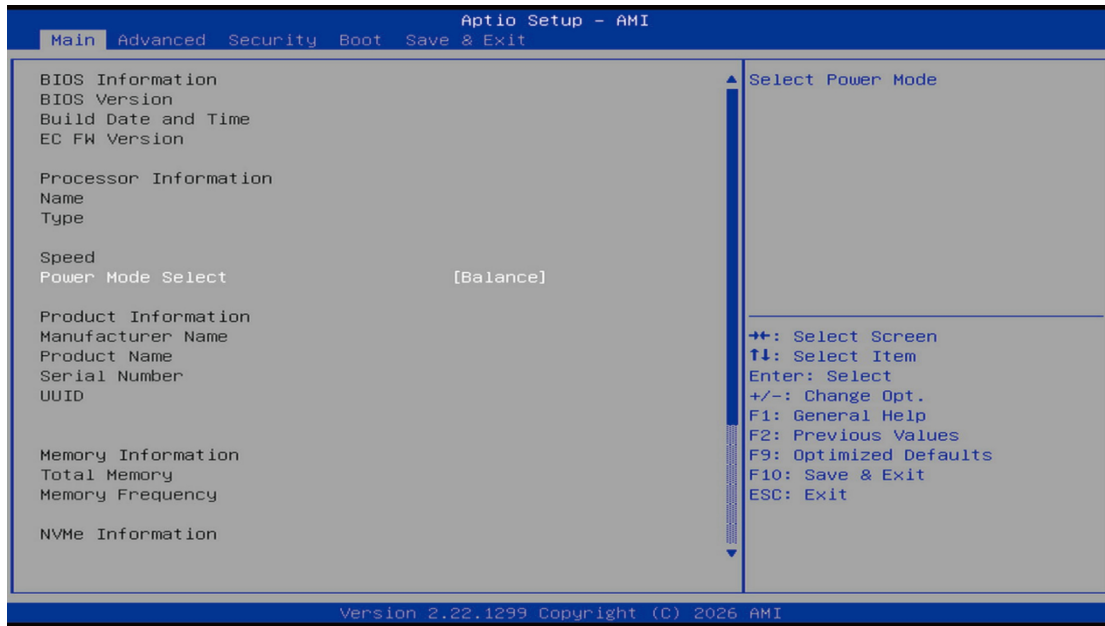 Aptio Setup - AMI
Main Advanced Security Boot Save & Exit
BIOS Information
BIOS Version
Build Date and Time
EC FW Version
Processor Information
Name
Type
Speed
Power Mode Select [Balance]
Product Information
Manufacturer Name
Product Name
Serial Number
UUID
Memory Information
Total Memory
Memory Frequency
NVMe Information
Select Power Mode
→←: Select Screen
↑↓: Select Item
Enter: Select
+/-: Change Opt.
F1: General Help
F2: Previous Values
F9: Optimized Defaults
F10: Save & Exit
ESC: Exit
Version 2.22.1299 Copyright (C) 2026 AMI